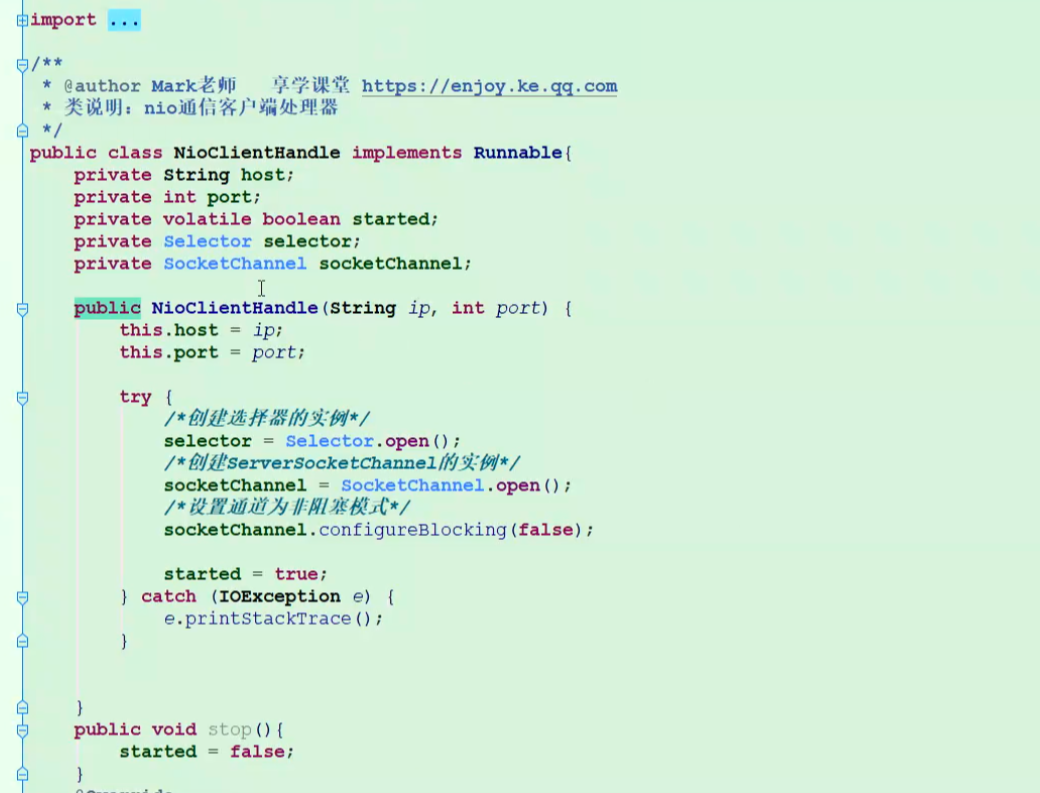 import ...
/**
 * @author Mark老师   享学课堂 https://enjoy.ke.qq.com
 * 类说明：nio通信客户端处理器
 */
public class NioClientHandle implements Runnable{
    private String host;
    private int port;
    private volatile boolean started;
    private Selector selector;
    private SocketChannel socketChannel;
    public NioClientHandle(String ip, int port) {
        this.host = ip;
        this.port = port;
        try {
            /*创建选择器的实例*/
            selector = Selector.open();
            /*创建ServerSocketChannel的实例*/
            socketChannel = SocketChannel.open();
            /*设置通道为非阻塞模式*/
            socketChannel.configureBlocking(false);
            started = true;
        } catch (IOException e) {
            e.printStackTrace();
        }
    }
    public void stop(){
        started = false;
    }